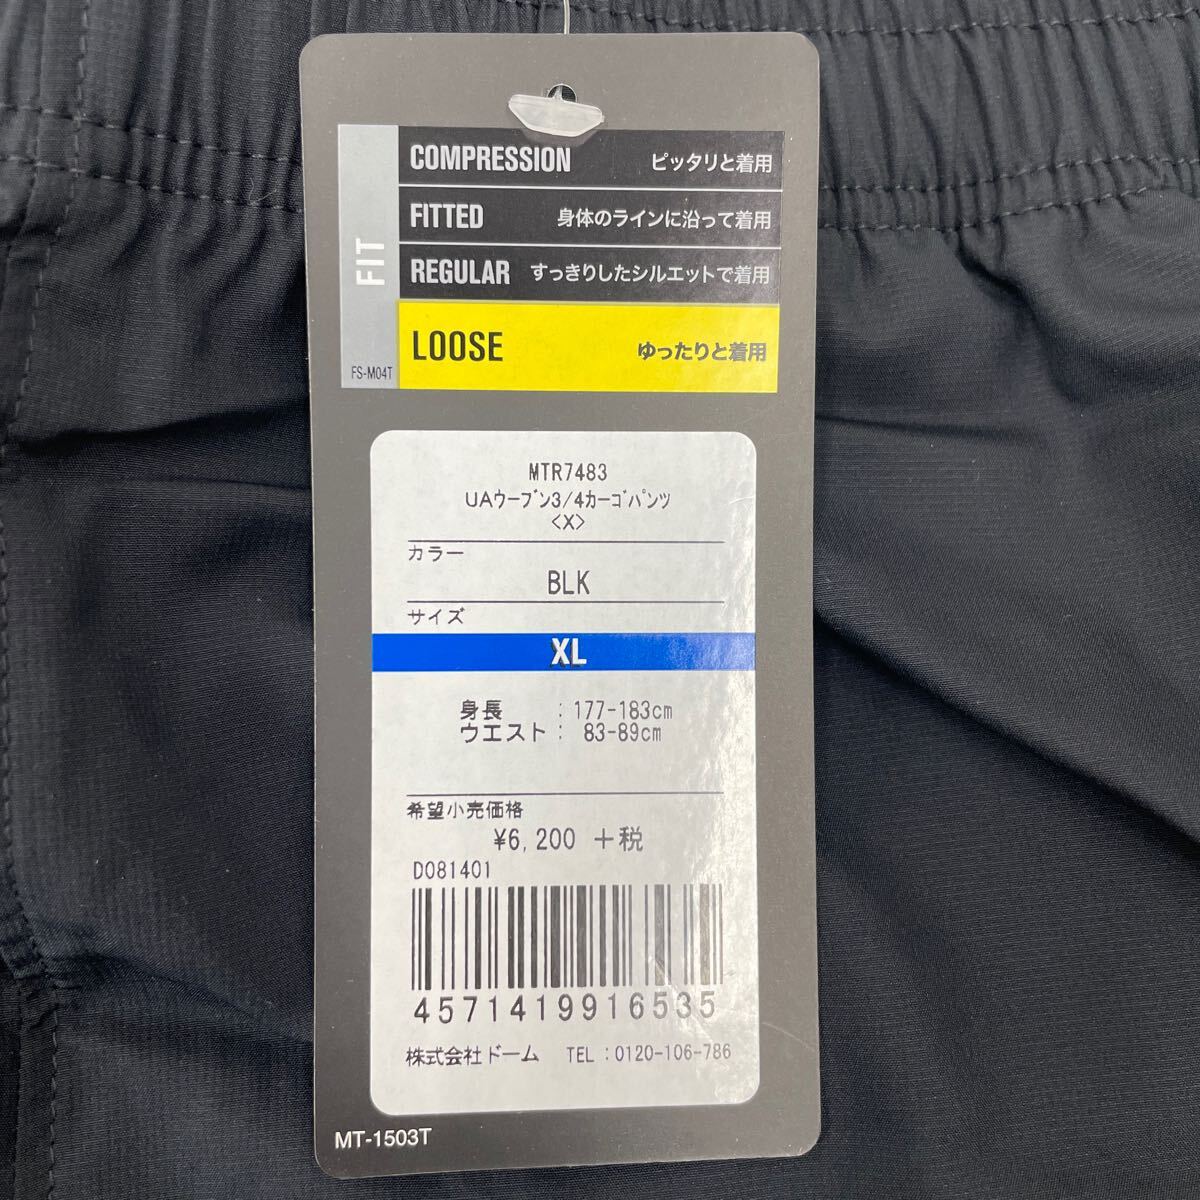 COMPRESSION ピッタリと着用
FITTED 身体のラインに沿って着用
REGULAR すっきりしたシルエットで着用
LOOSE ゆったりと着用
FIT
FS-M04T
MTR7483
UAウーブン3/4カーゴパンツ
<X>
カラー
BLK
サイズ
XL
身長 : 177-183cm
ウエスト : 83-89cm
希望小売価格
¥6,200 +税
D081401
4571419916535
株式会社ドーム TEL:0120-106-786
MT-1503T